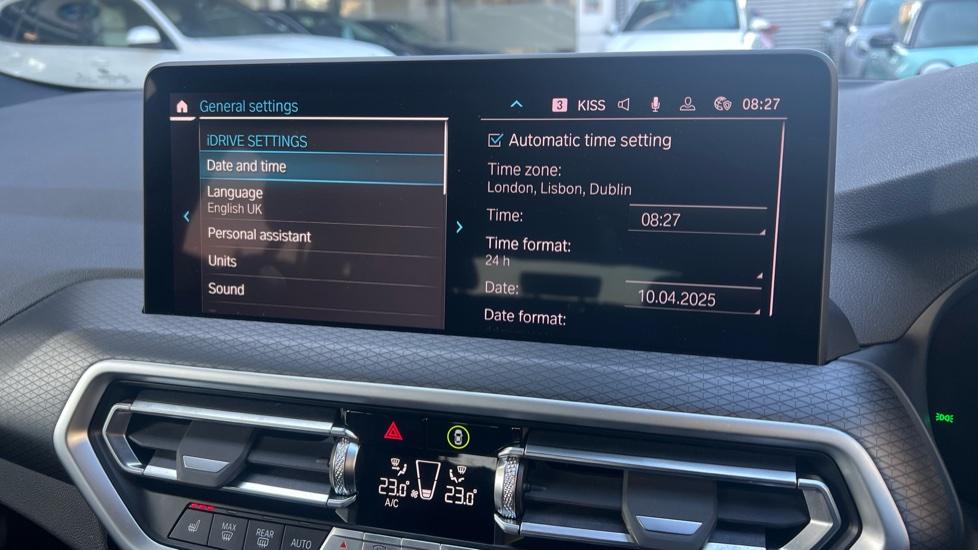 General settings
3 KISS 08:27
iDRIVE SETTINGS
Date and time
Language
English UK
Personal assistant
Units
Sound
Automatic time setting
Time zone:
London, Lisbon, Dublin
Time:
08:27
Time format:
24 h
Date:
10.04.2025
Date format:
23.0° 23.0°
A/C
MAX
REAR
AUTO